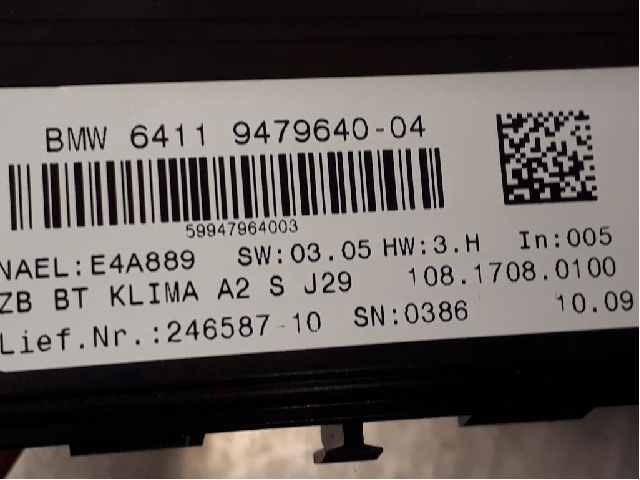 BMW 6411 9479640-04
59947964003
NAEL:E4A889 SW:03.05 HW:3.H In:005
ZB BT KLIMA A2 S J29 108.1708.0100
Lief.Nr.:246587-10 SN:0386 10.09